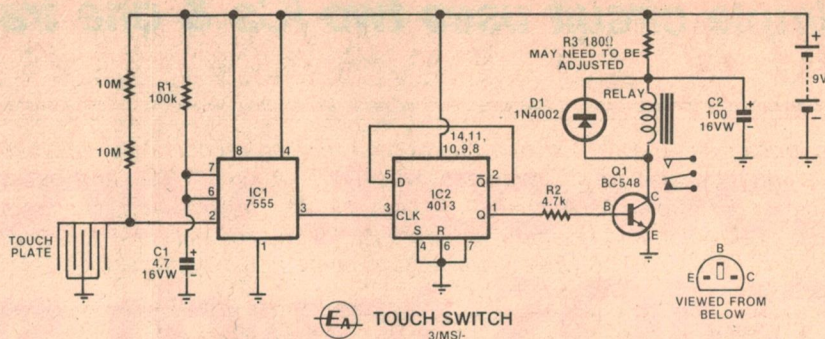 R3 180Ω
MAY NEED TO BE
ADJUSTED
+
9V
-
10M
R1
100k
D1
1N4002
RELAY
+
C2
100
16VW
-
10M
8
4
14,11,
10,9,8
7
6
2
IC1
7555
3
1
5
D
Q̅
2
IC2
4013
3
CLK
Q
1
S
R
4
6
7
R2
4.7k
Q1
BC548
B
C
E
TOUCH
PLATE
C1
4.7
16VW
+
-
B
E
C
VIEWED FROM
BELOW
EA
TOUCH SWITCH
3/MS/-